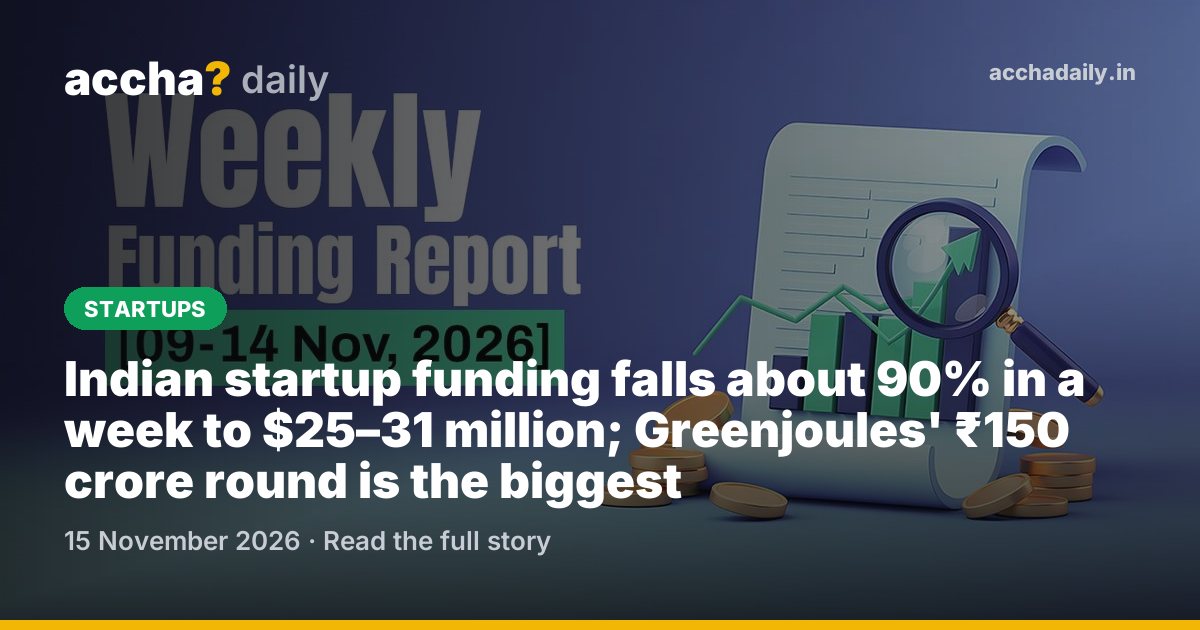 accha? daily
acchadaily.in
Weekly
Funding Report
STARTUPS
[09-14 Nov, 2026]
Indian startup funding falls about 90% in a
week to $25–31 million; Greenjoules' ₹150
crore round is the biggest
15 November 2026 · Read the full story